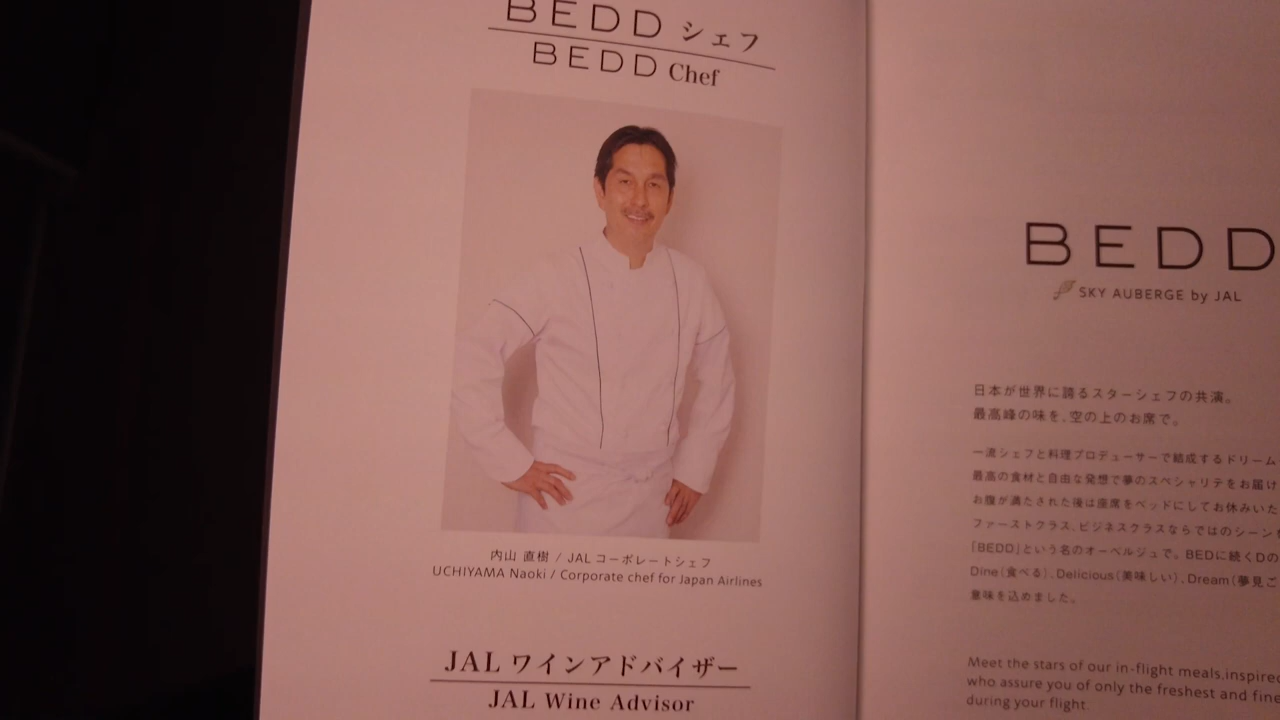 BEDD シェフ
BEDD Chef
内山 直樹 / JAL コーポレートシェフ
UCHIYAMA Naoki / Corporate chef for Japan Airlines
JAL ワインアドバイザー
JAL Wine Advisor
BEDD
SKY AUBERGE by JAL
日本が世界に誇るスターシェフの共演。
最高峰の味を、空の上のお席で。
一流シェフと料理プロデューサーで結成するドリーム
最高の食材と自由な発想で夢のスペシャリテをお届け
お腹が満たされた後は座席をベッドにしてお休みいた
ファーストクラス、ビジネスクラスならではのシーン
「BEDD」という名のオーベルジュで。BEDに続くDの
Dine（食べる）、Delicious（美味しい）、Dream（夢見ご
意味を込めました。
Meet the stars of our in-flight meals,inspired
who assure you of only the freshest and fine
during your flight.